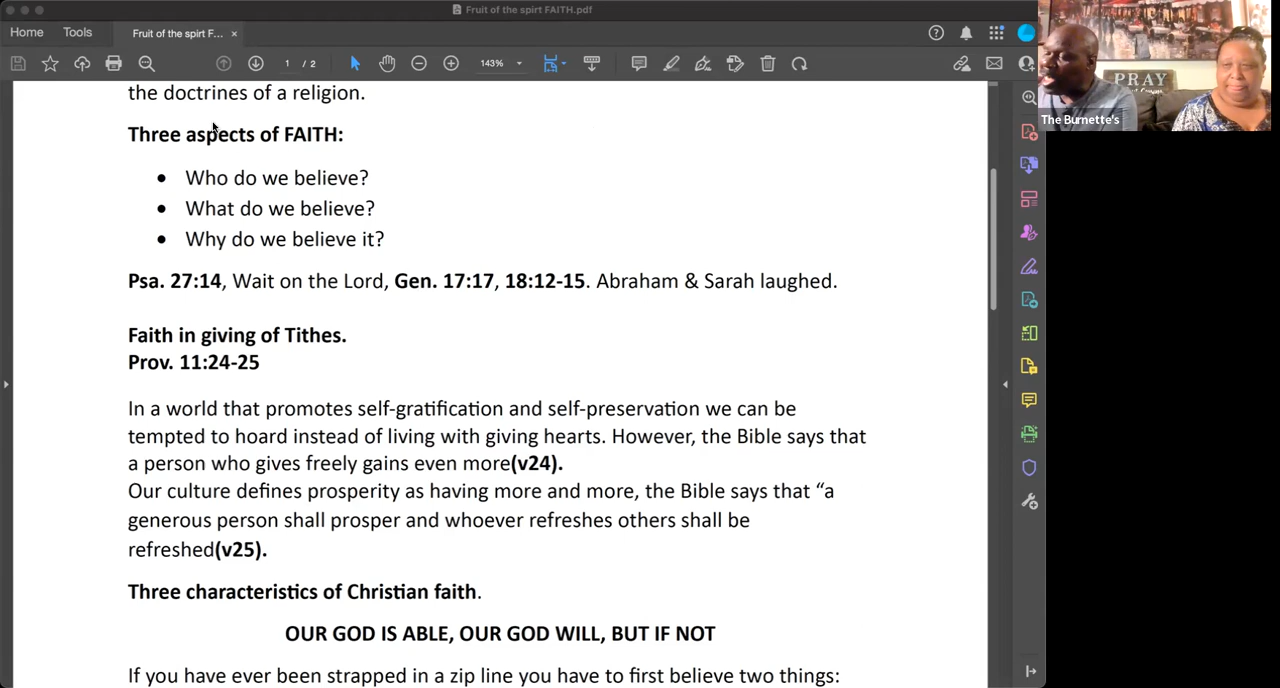 Fruit of the spirt FAITH.pdf
Home
Tools
Fruit of the spirt F... ×
1 / 2
143%
the doctrines of a religion.
Three aspects of FAITH:
• Who do we believe?
• What do we believe?
• Why do we believe it?
Psa. 27:14, Wait on the Lord, Gen. 17:17, 18:12-15. Abraham & Sarah laughed.
Faith in giving of Tithes.
Prov. 11:24-25
In a world that promotes self-gratification and self-preservation we can be
tempted to hoard instead of living with giving hearts. However, the Bible says that
a person who gives freely gains even more(v24).
Our culture defines prosperity as having more and more, the Bible says that “a
generous person shall prosper and whoever refreshes others shall be
refreshed(v25).
Three characteristics of Christian faith.
OUR GOD IS ABLE, OUR GOD WILL, BUT IF NOT
If you have ever been strapped in a zip line you have to first believe two things:
PRAY
The Burnette's